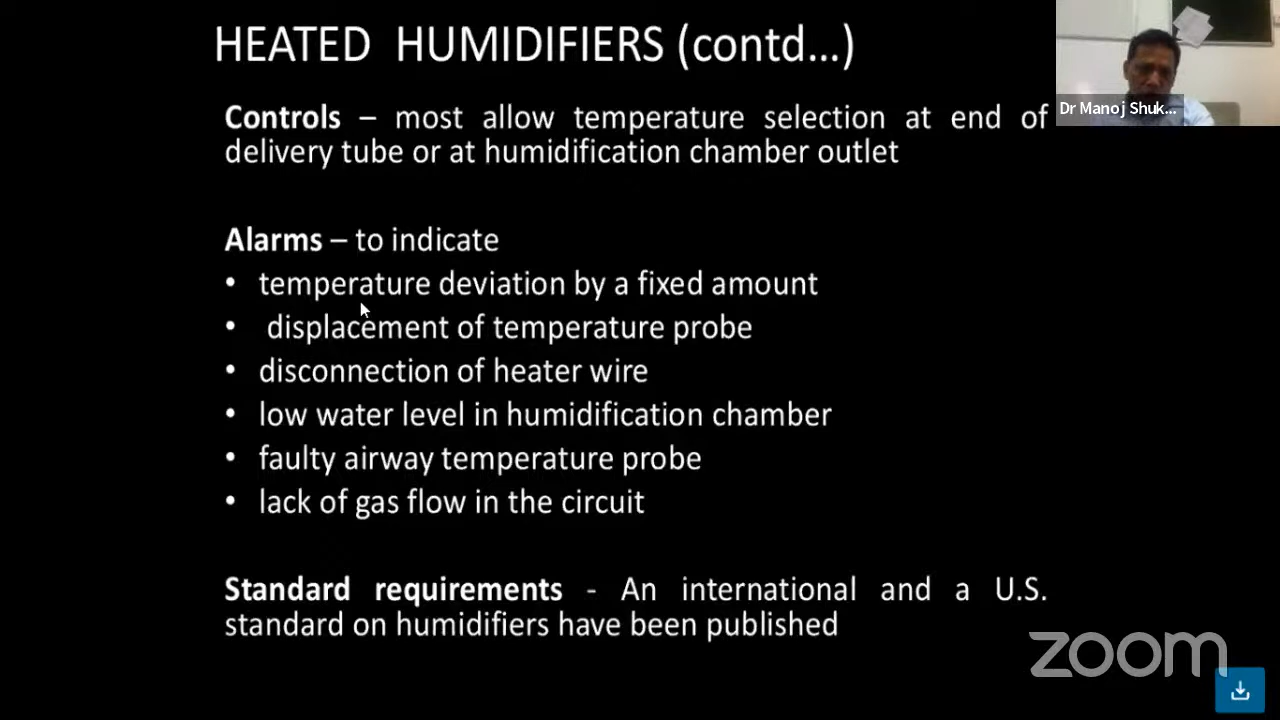 HEATED HUMIDIFIERS (contd...)
Dr Manoj Shuk...
Controls – most allow temperature selection at end of
delivery tube or at humidification chamber outlet
Alarms – to indicate
• temperature deviation by a fixed amount
• displacement of temperature probe
• disconnection of heater wire
• low water level in humidification chamber
• faulty airway temperature probe
• lack of gas flow in the circuit
Standard requirements - An international and a U.S.
standard on humidifiers have been published
zoom